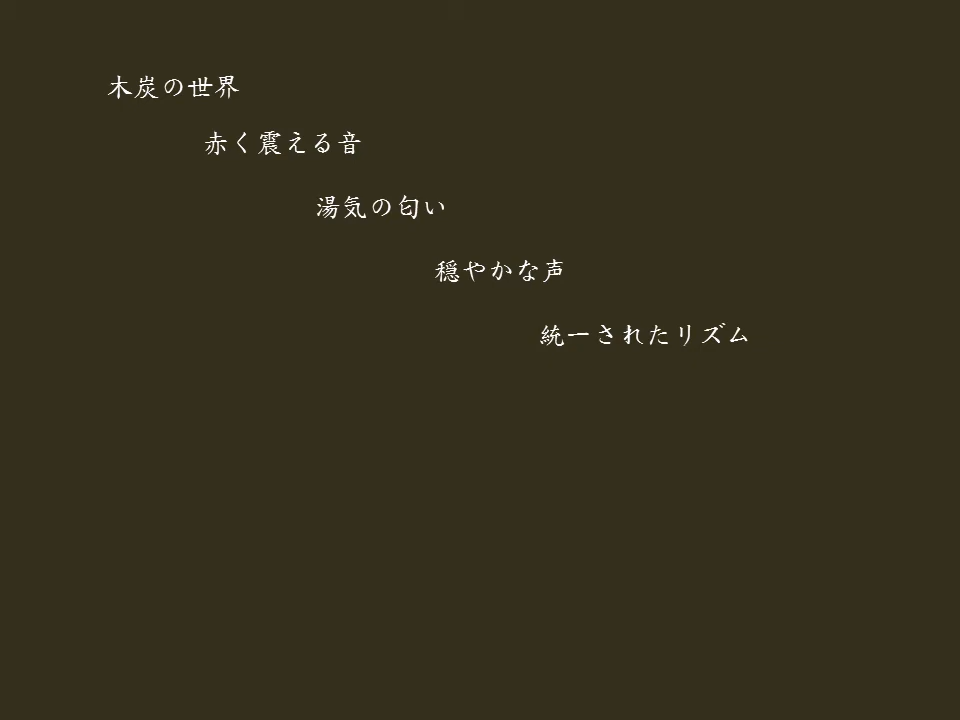 木炭の世界
赤く震える音
湯気の匂い
穏やかな声
統一されたリズム